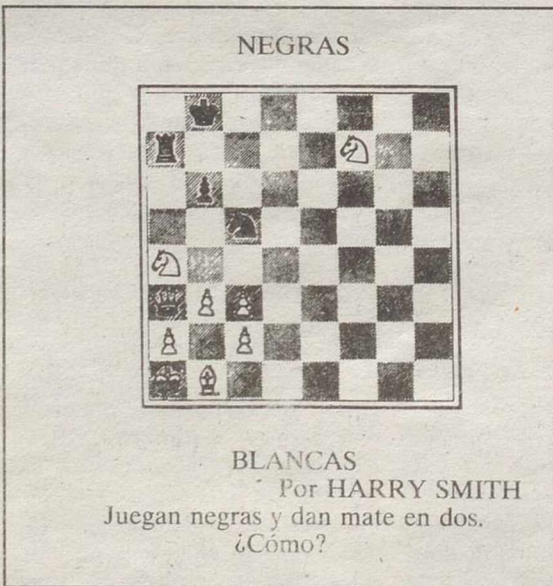 NEGRAS
BLANCAS
Por HARRY SMITH
Juegan negras y dan mate en dos.
¿Cómo?